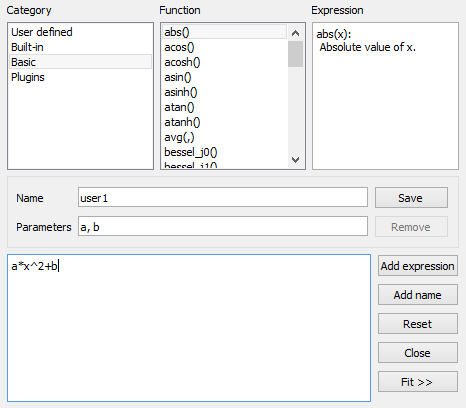 Category
Function
Expression
User defined
Built-in
Basic
Plugins
abs()
acos()
acosh()
asin()
asinh()
atan()
atanh()
avg(,)
bessel_j0()
bessel_j1()
abs(x):
Absolute value of x.
Name
user1
Save
Parameters
a, b
Remove
a*x^2+b
Add expression
Add name
Reset
Close
Fit >>